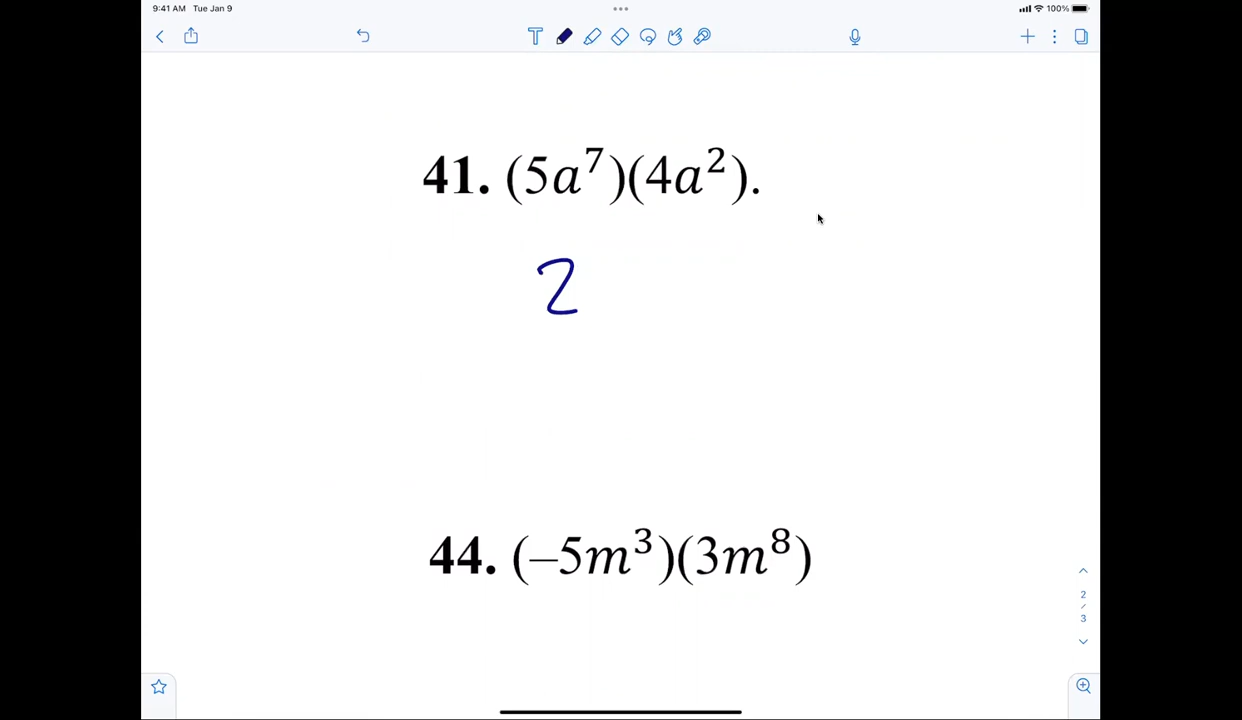 9:41 AM Tue Jan 9
100%
41. (5a⁷)(4a²).
2
44. (–5m³)(3m⁸)
2
/
3